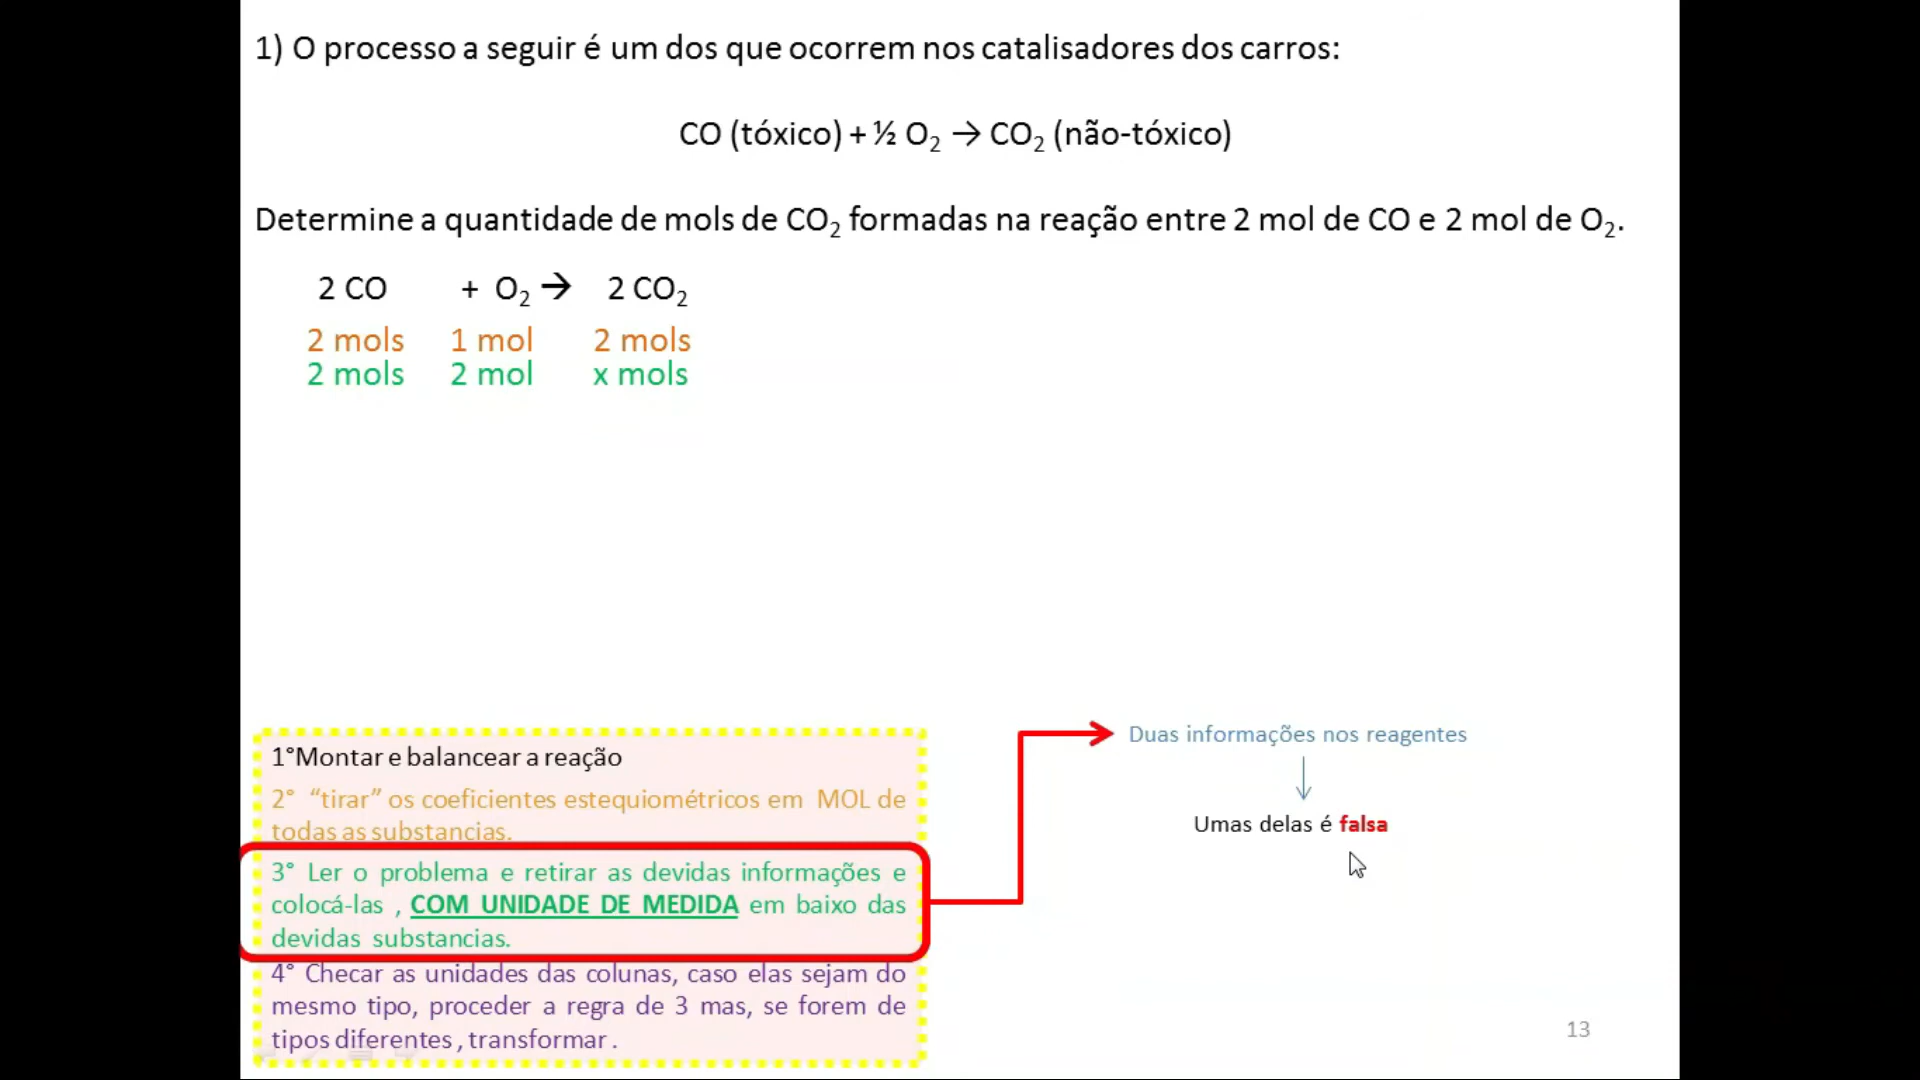 1) O processo a seguir é um dos que ocorrem nos catalisadores dos carros:
CO (tóxico) + ½ O₂ → CO₂ (não-tóxico)
Determine a quantidade de mols de CO₂ formadas na reação entre 2 mol de CO e 2 mol de O₂.
2 CO + O₂ → 2 CO₂
2 mols 1 mol 2 mols
2 mols 2 mol x mols
1°Montar e balancear a reação
2° “tirar” os coeficientes estequiométricos em MOL de
todas as substancias.
3° Ler o problema e retirar as devidas informações e
colocá-las , COM UNIDADE DE MEDIDA em baixo das
devidas substancias.
4° Checar as unidades das colunas, caso elas sejam do
mesmo tipo, proceder a regra de 3 mas, se forem de
tipos diferentes , transformar .
Duas informações nos reagentes
Umas delas é falsa
13